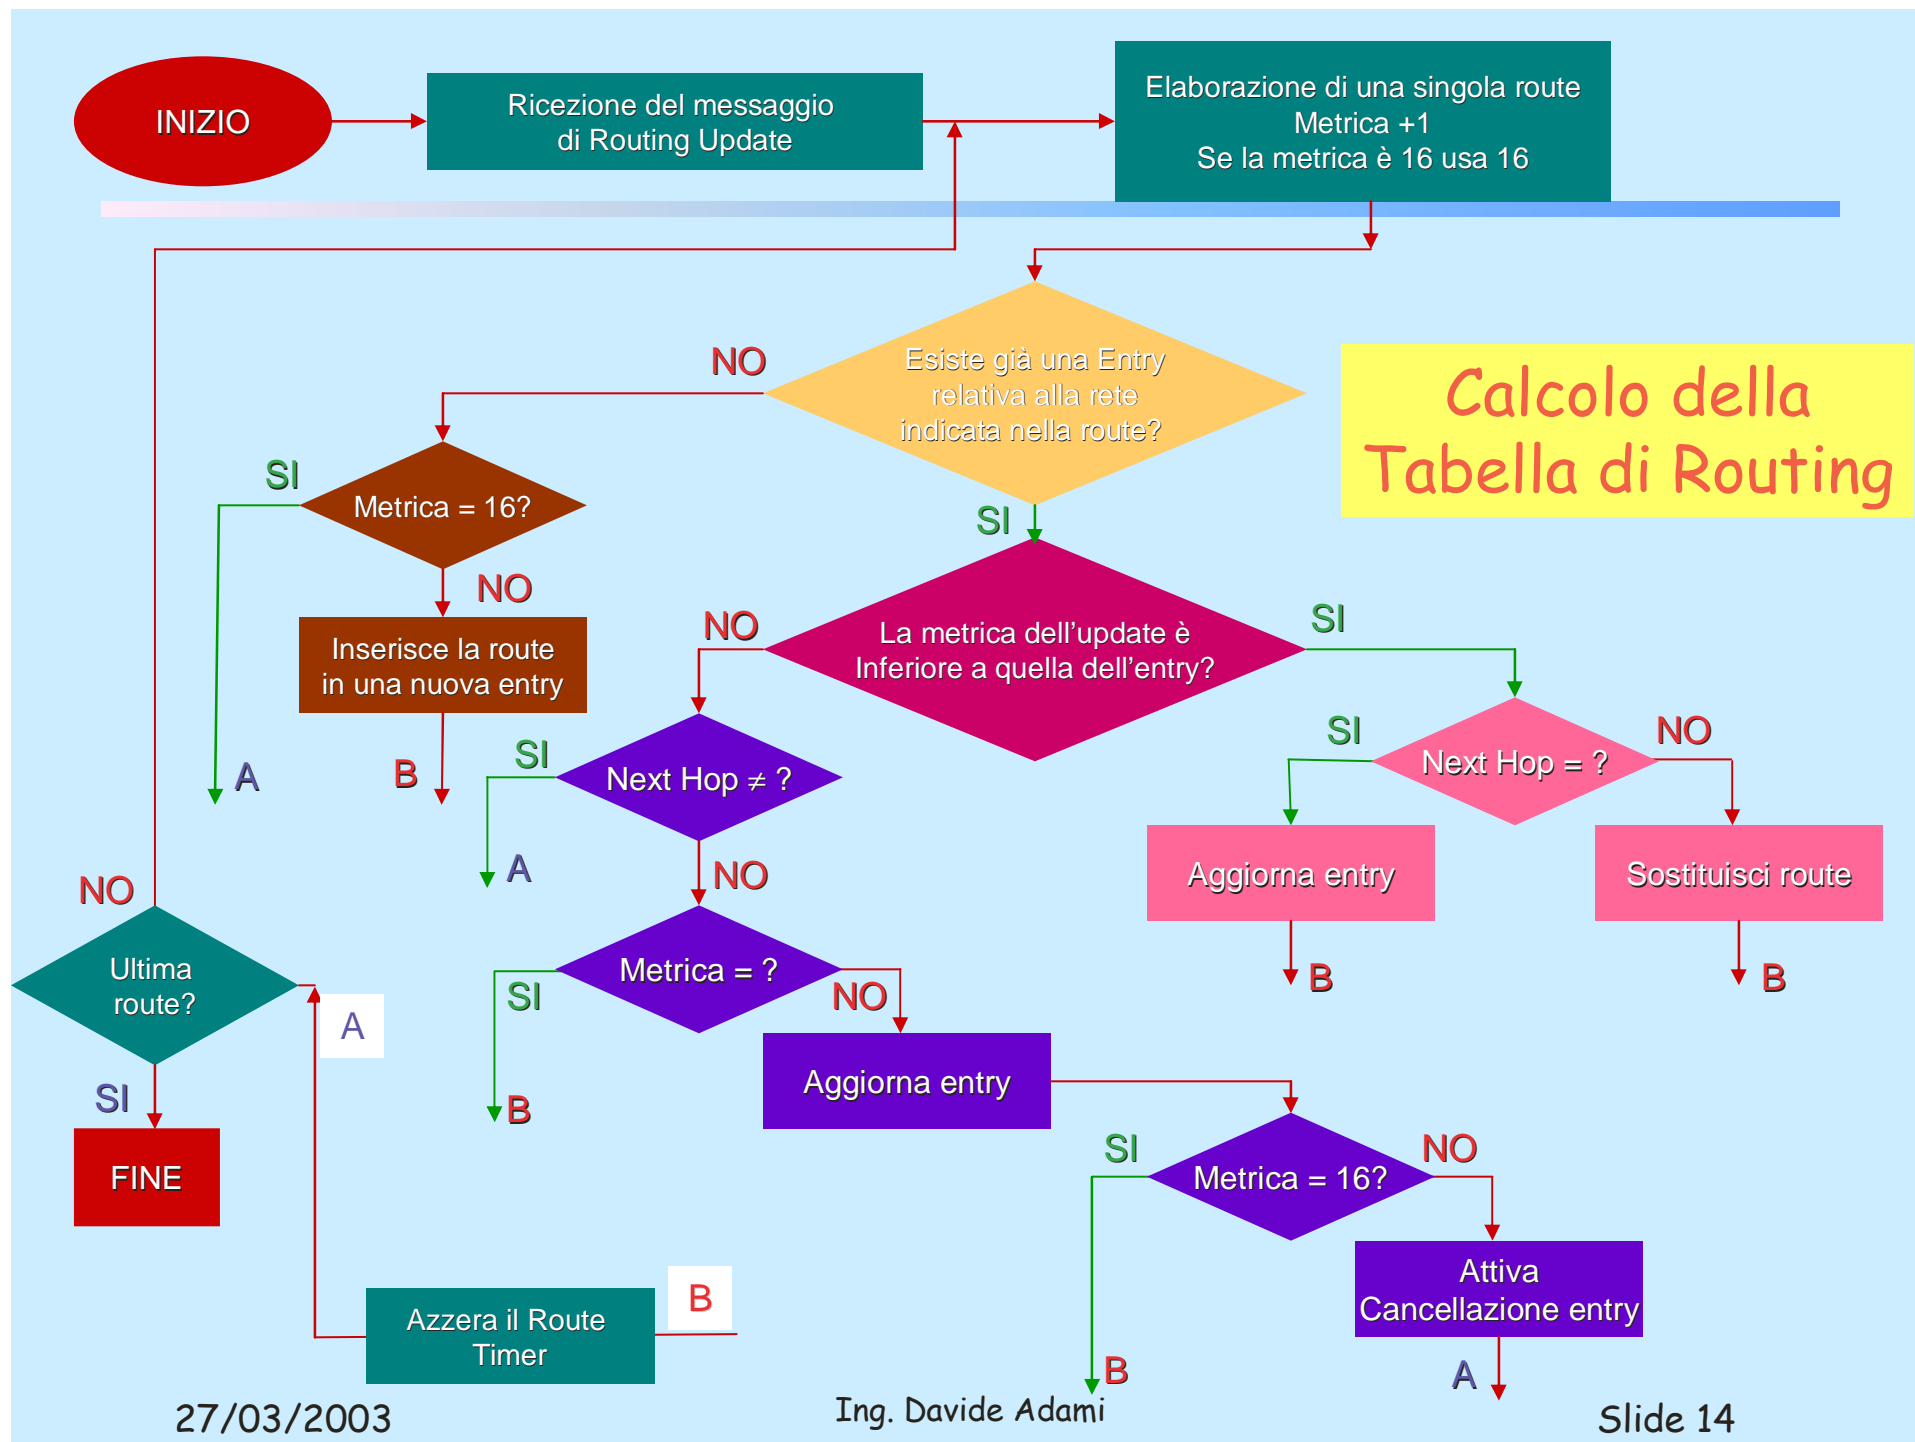 INIZIO
Ricezione del messaggio
di Routing Update
Elaborazione di una singola route
Metrica +1
Se la metrica è 16 usa 16
Calcolo della
Tabella di Routing
NO
Esiste già una Entry
relativa alla rete
indicata nella route?
SI
SI
Metrica = 16?
NO
Inserisce la route
in una nuova entry
A
B
NO
La metrica dell'update è
Inferiore a quella dell'entry?
SI
SI
Next Hop ≠ ?
A
NO
SI
Next Hop = ?
NO
Aggiorna entry
Sostituisci route
B
B
NO
Ultima
route?
A
SI
FINE
Metrica = ?
SI
NO
B
Aggiorna entry
SI
Metrica = 16?
NO
Attiva
Cancellazione entry
B
A
Azzera il Route
Timer
B
27/03/2003
Ing. Davide Adami
Slide 14